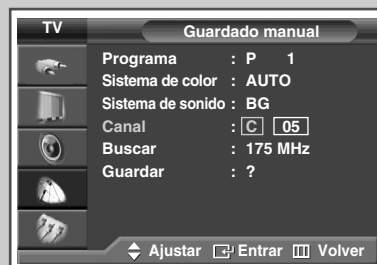 TV
Guardado manual
Programa : P 1
Sistema de color : AUTO
Sistema de sonido : BG
Canal : C 05
Buscar : 175 MHz
Guardar : ?
Ajustar Entrar Volver